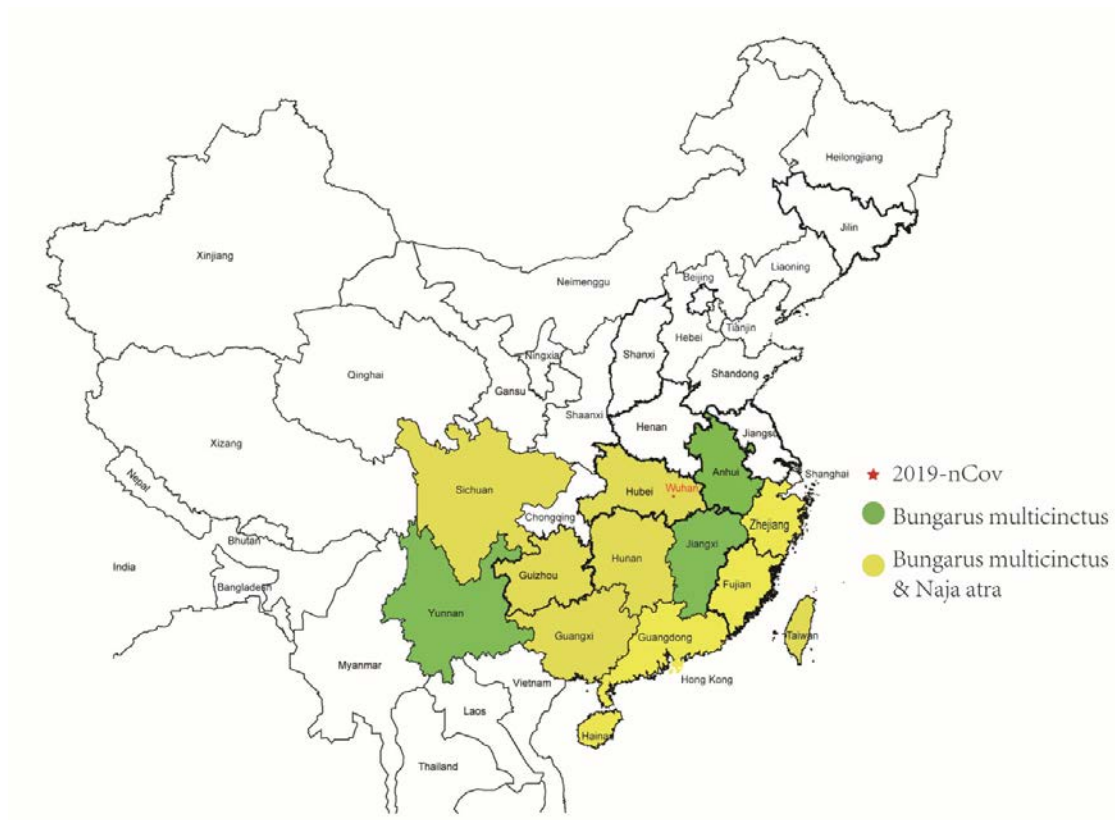 Heilongjiang
Jilin
Xinjiang
Liaoning
Beijing
Neimenggu
Tianjin
Hebei
Ningxia
Shanxi
Shandong
Qinghai
Gansu
Shaanxi
Henan
Jiangsu
Xizang
Shanghai
2019-nCov
Anhui
Nepal
Sichuan
Hubei
Wuhan
Chongqing
Zhejiang
Bungarus multicinctus
Bhutan
Jiangxi
Hunan
India
Guizhou
Bungarus multicinctus
& Naja atra
Bangladesh
Fujian
Yunnan
Guangxi
Guangdong
Taiwan
Myanmar
Hong Kong
Vietnam
Laos
Hainan
Thailand